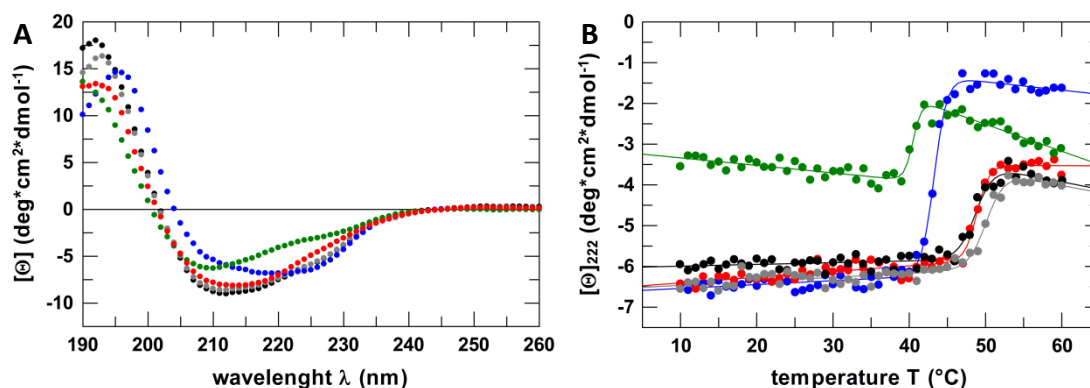 A
[Θ] (deg*cm²*dmol⁻¹)
20
15
10
5
0
-5
-10
190 200 210 220 230 240 250 260
wavelenght λ (nm)
B
[Θ]₂₂₂ (deg*cm²*dmol⁻¹)
0
-1
-2
-3
-4
-5
-6
-7
10 20 30 40 50 60
temperature T (°C)